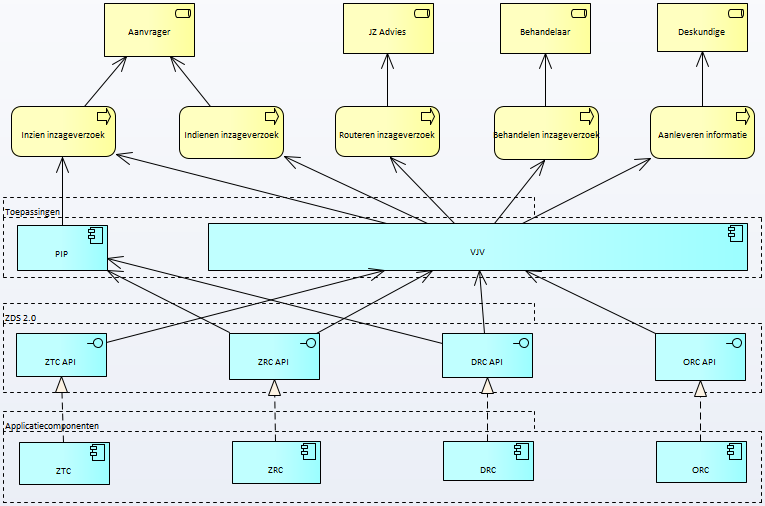 Aanvrager
JZ Advies
Behandelaar
Deskundige
Inzien inzageverzoek
Indienen inzageverzoek
Routeren inzageverzoek
Behandelen inzageverzoek
Aanleveren informatie
Toepassingen
PIP
VJV
ZDS 2.0
ZTC API
ZRC API
DRC API
ORC API
Applicatiecomponenten
ZTC
ZRC
DRC
ORC